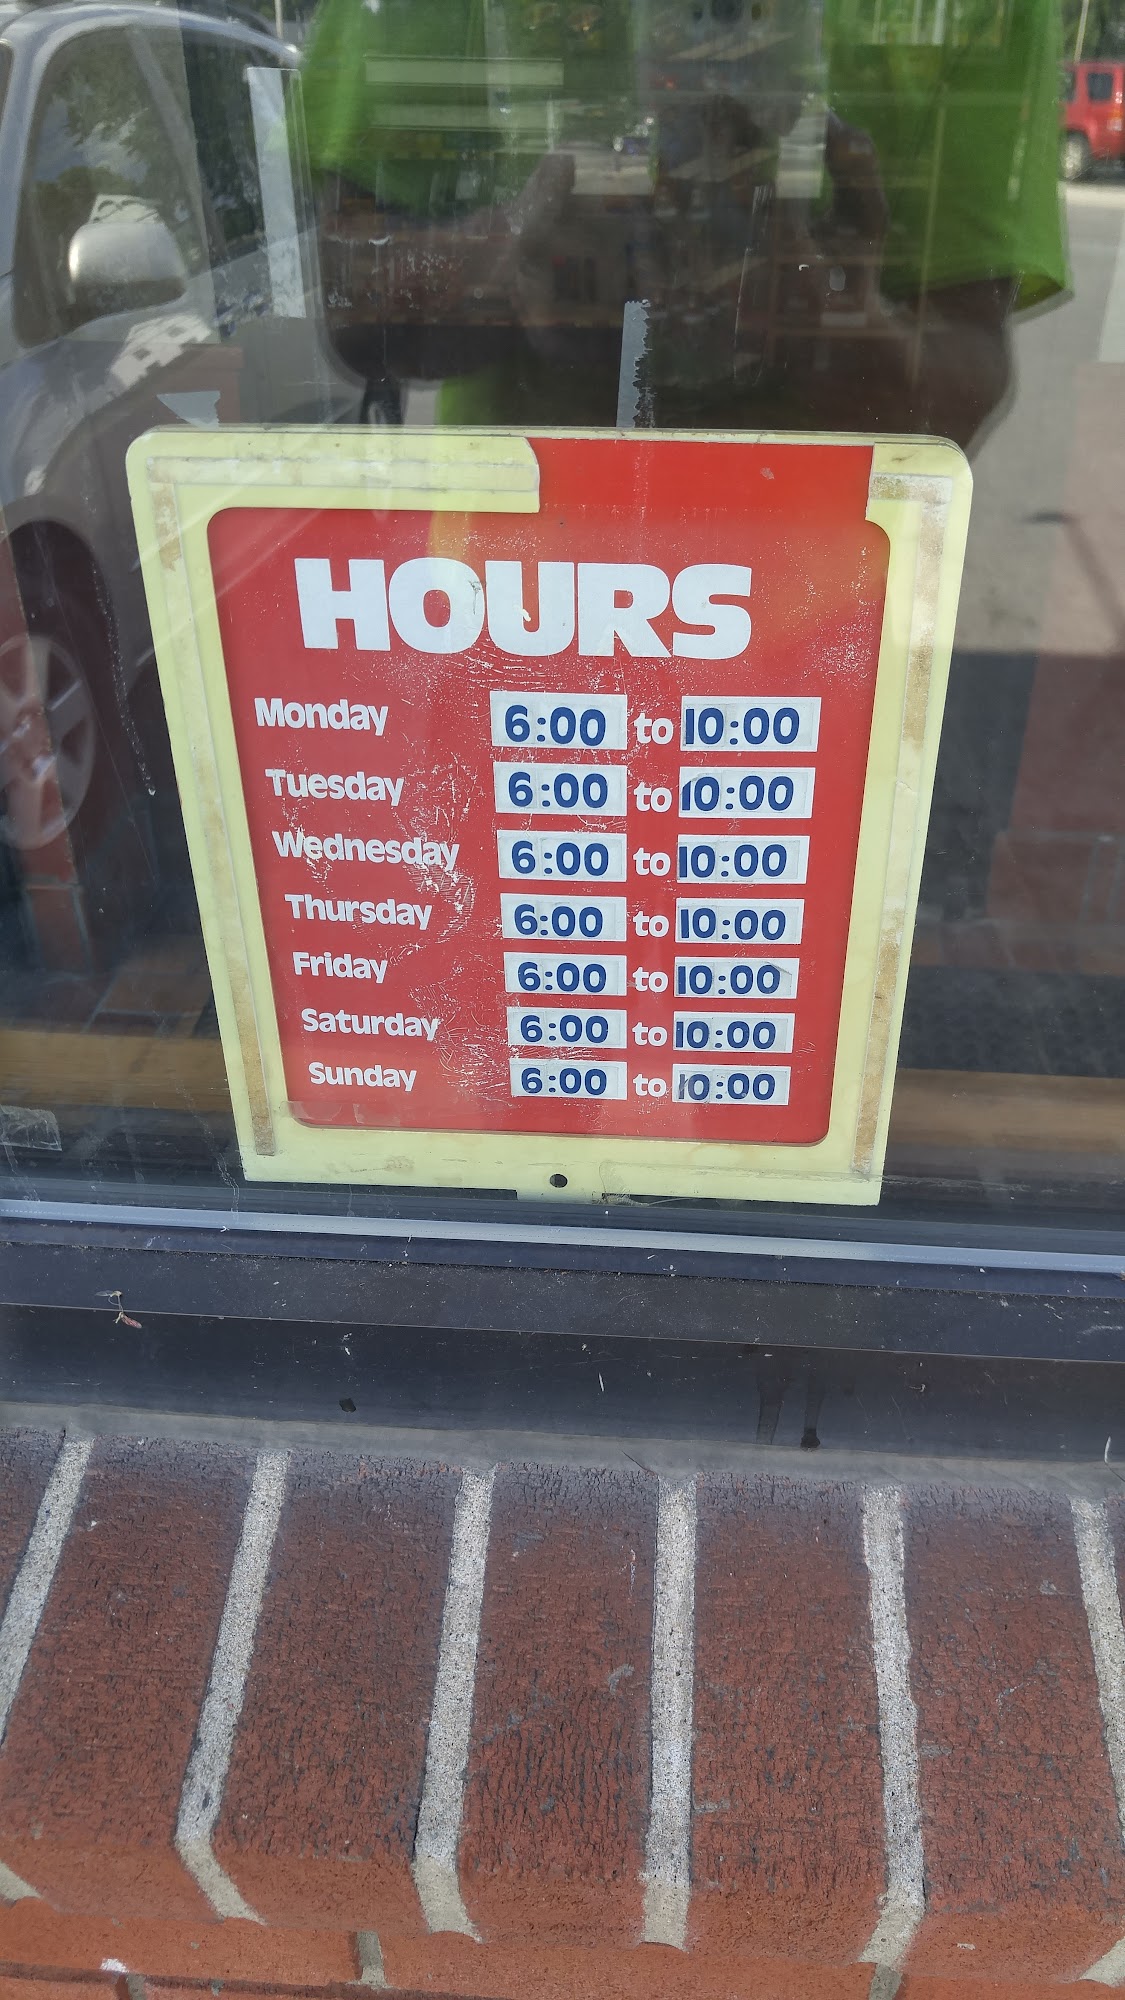 HOURS
Monday 6:00 to 10:00
Tuesday 6:00 to 10:00
Wednesday 6:00 to 10:00
Thursday 6:00 to 10:00
Friday 6:00 to 10:00
Saturday 6:00 to 10:00
Sunday 6:00 to 10:00